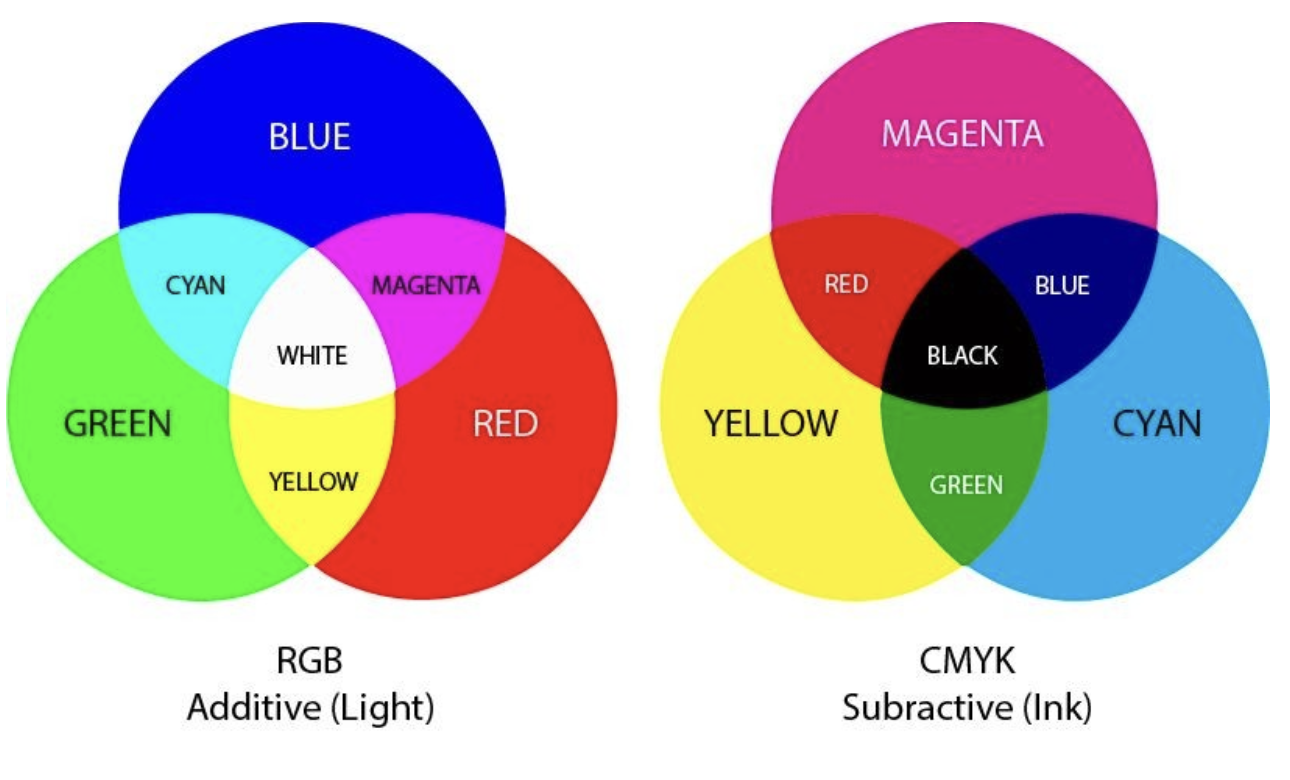 BLUE
CYAN
MAGENTA
WHITE
GREEN
RED
YELLOW
RGB
Additive (Light)
MAGENTA
RED
BLUE
BLACK
YELLOW
CYAN
GREEN
CMYK
Subractive (Ink)